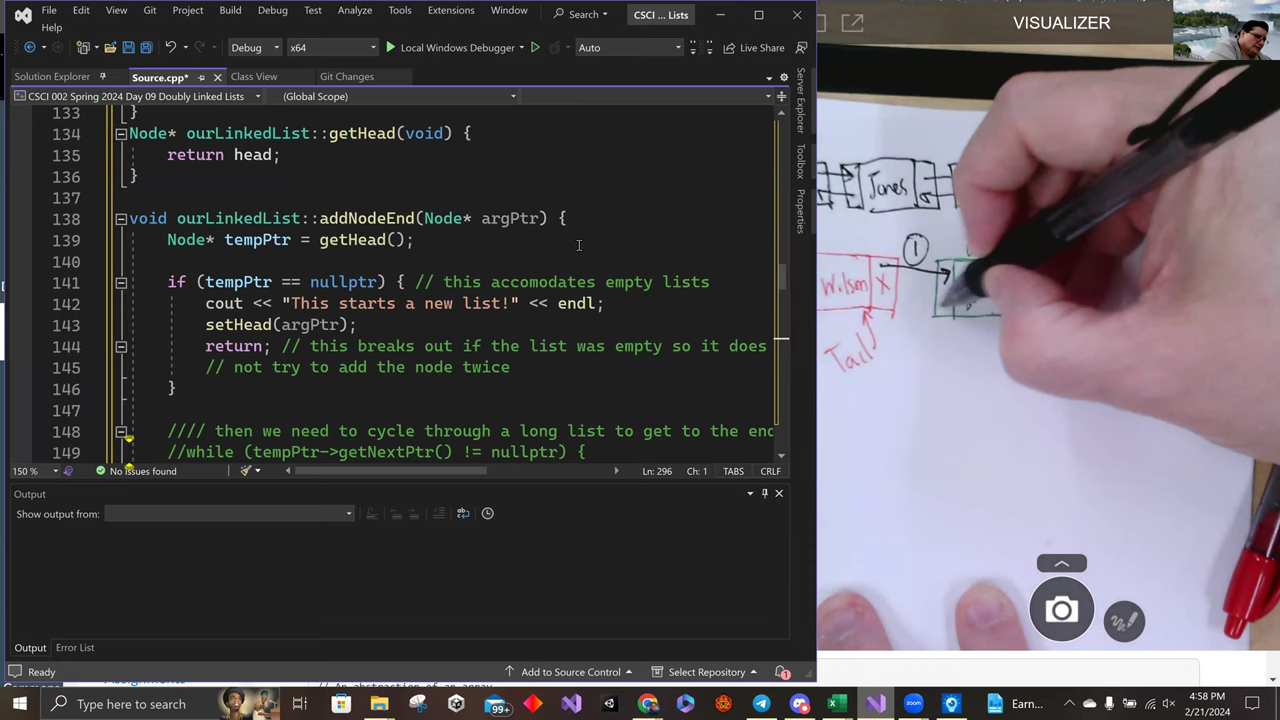 File Edit View Git Project Build Debug Test Analyze Tools Extensions Window Help
Search
CSCI ... Lists
Debug x64 Local Windows Debugger Auto Live Share
Solution Explorer Source.cpp* Class View Git Changes
CSCI 002 Spring 2024 Day 09 Doubly Linked Lists (Global Scope)
133 }
134 Node* ourLinkedList::getHead(void) {
135 return head;
136 }
137
138 void ourLinkedList::addNodeEnd(Node* argPtr) {
139 Node* tempPtr = getHead();
140
141 if (tempPtr == nullptr) { // this accomodates empty lists
142 cout << "This starts a new list!" << endl;
143 setHead(argPtr);
144 return; // this breaks out if the list was empty so it does
145 // not try to add the node twice
146 }
147
148 //// then we need to cycle through a long list to get to the end
149 //while (tempPtr->getNextPtr() != nullptr) {
150 % No issues found Ln: 296 Ch: 1 TABS CRLF
Output
Show output from:
Output Error List
Ready Add to Source Control Select Repository 1
Server Explorer
Toolbox
Properties
VISUALIZER
Jones
1
Wilson X
Tail
Type here to search
99+
Earn...
4:58 PM
2/21/2024